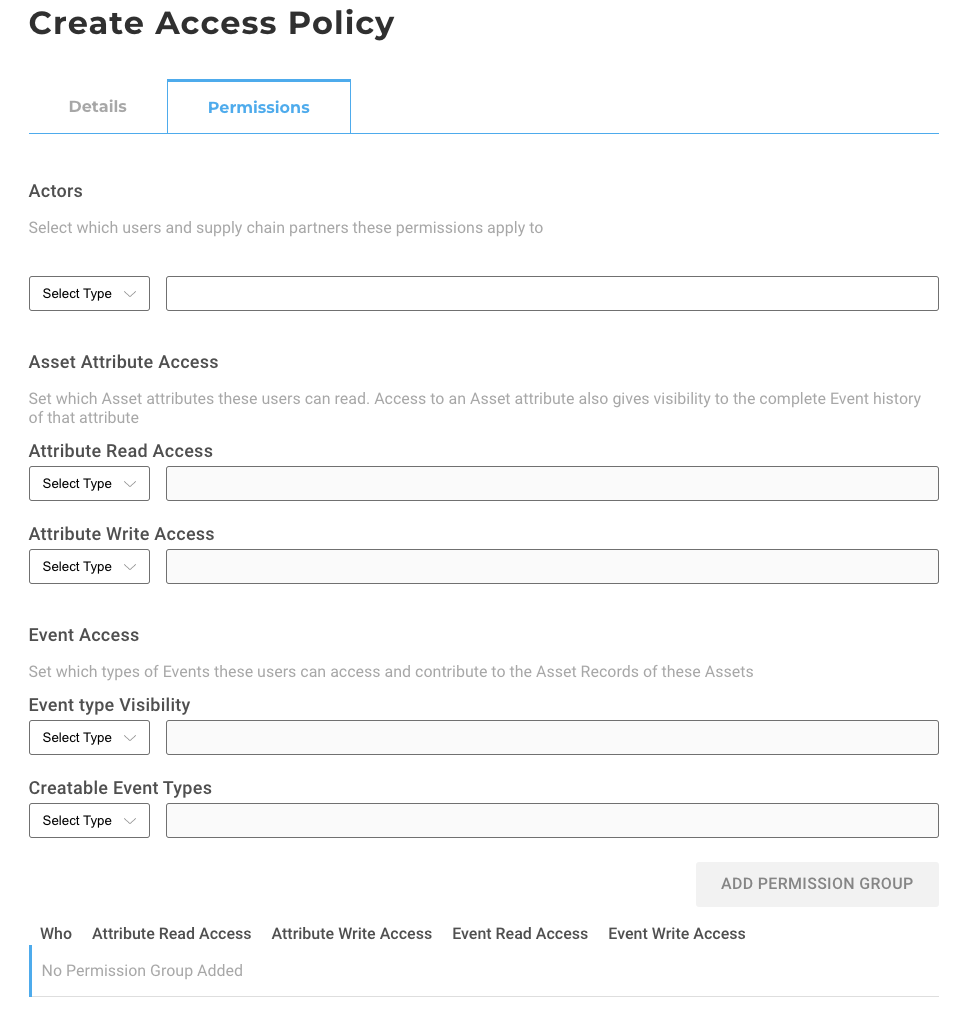 Create Access Policy
Details Permissions
Actors
Select which users and supply chain partners these permissions apply to
Select Type
Asset Attribute Access
Set which Asset attributes these users can read. Access to an Asset attribute also gives visibility to the complete Event history
of that attribute
Attribute Read Access
Select Type
Attribute Write Access
Select Type
Event Access
Set which types of Events these users can access and contribute to the Asset Records of these Assets
Event type Visibility
Select Type
Creatable Event Types
Select Type
ADD PERMISSION GROUP
Who Attribute Read Access Attribute Write Access Event Read Access Event Write Access
No Permission Group Added